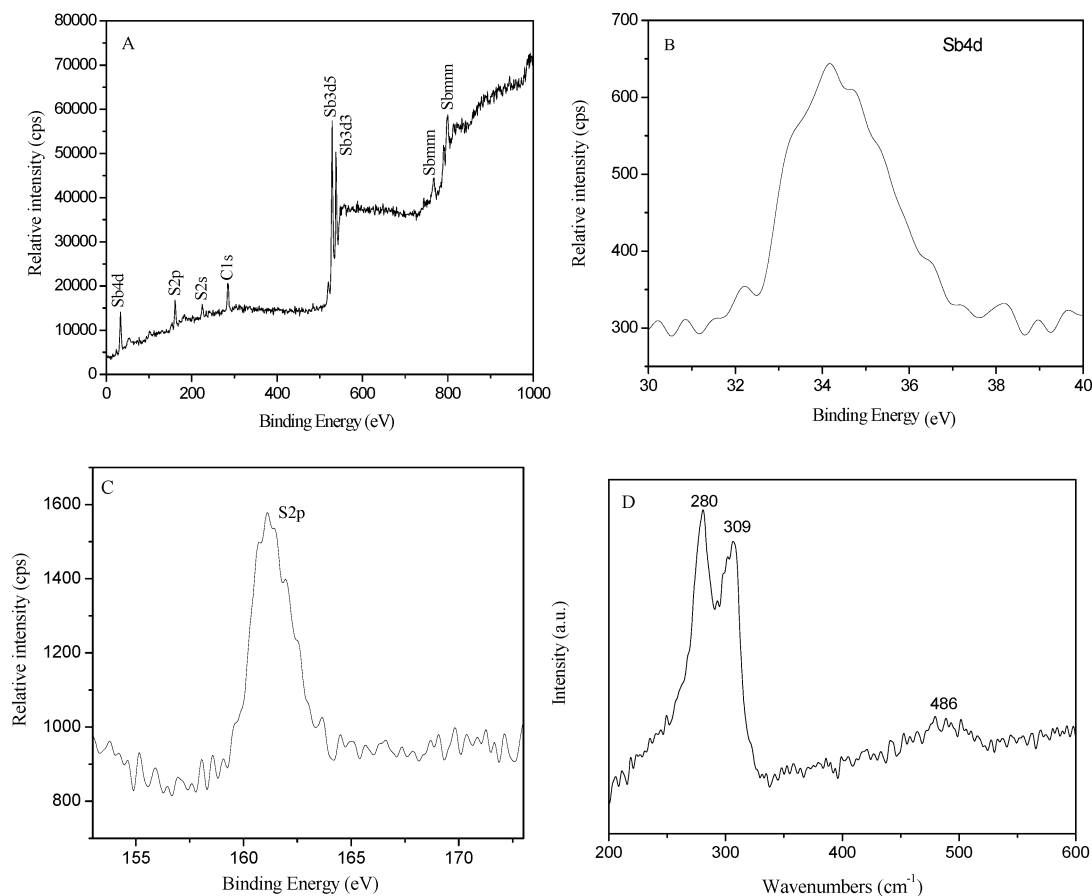 A
80000
70000
60000
50000
40000
30000
20000
10000
0
Relative intensity (cps)
Sb4d
S2p
S2s
C1s
Sb3d5
Sb3d3
Sbmnn
Sbmnn
0 200 400 600 800 1000
Binding Energy (eV)
B
Sb4d
700
600
500
400
300
Relative intensity (cps)
30 32 34 36 38 40
Binding Energy (eV)
C
S2p
1600
1400
1200
1000
800
Relative intensity (cps)
155 160 165 170
Binding Energy (eV)
D
280
309
486
Intensity (a.u.)
200 300 400 500 600
Wavenumbers (cm⁻¹)